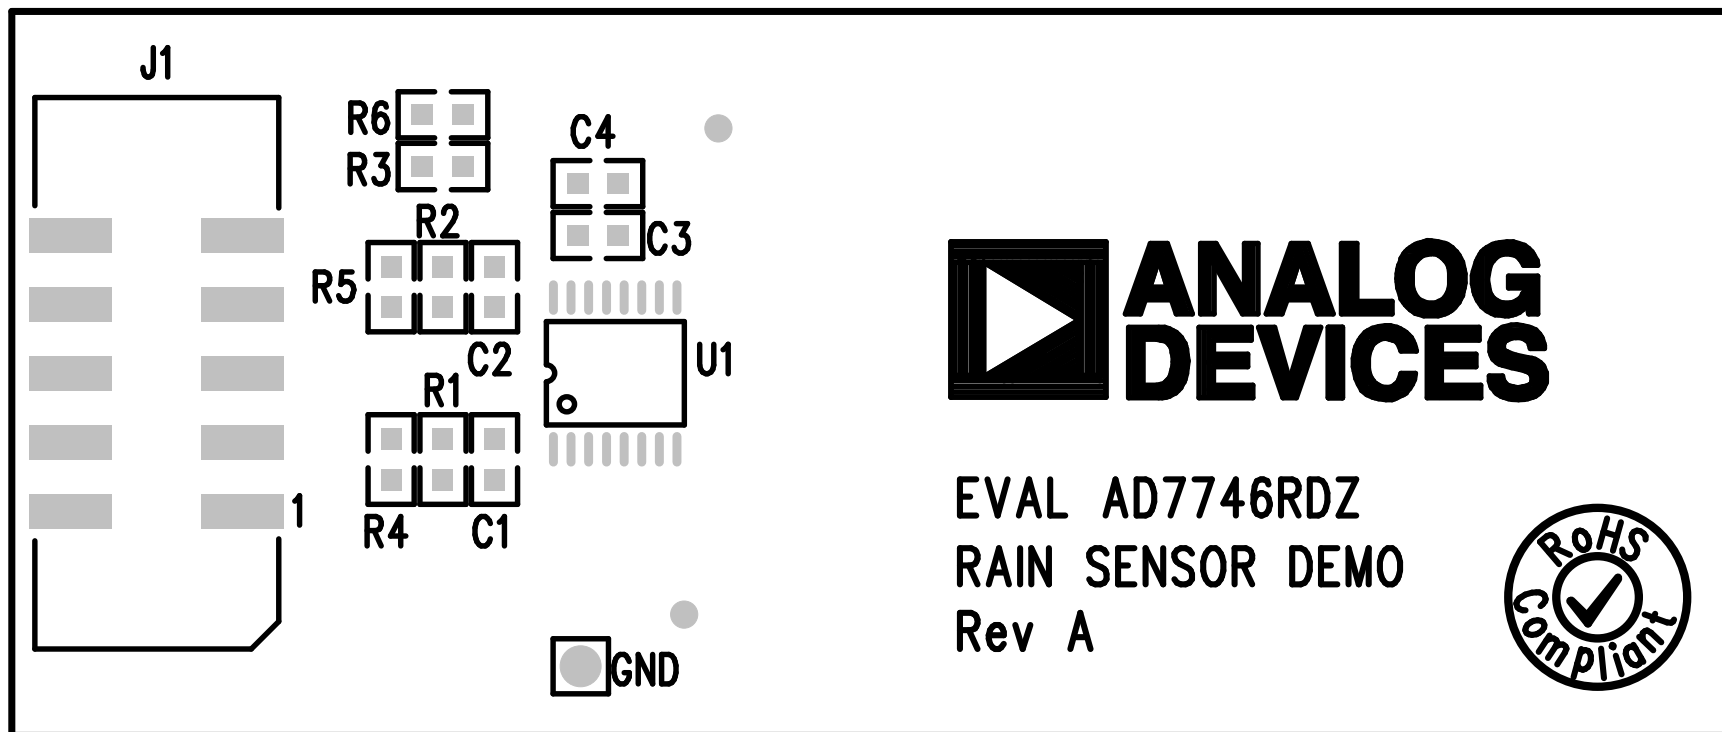 J1
R6
C4
R3
R2
C3
R5
C2
U1
R1
1
R4
C1
GND
ANALOG
DEVICES
EVAL AD7746RDZ
RAIN SENSOR DEMO
Rev A
RoHS
Compliant